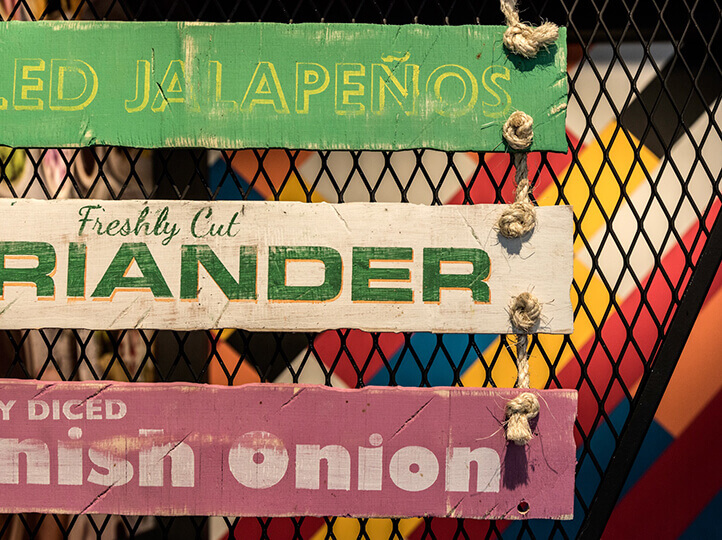 LED JALAPEÑOS
Freshly Cut
RIANDER
Y DICED
nish Onion